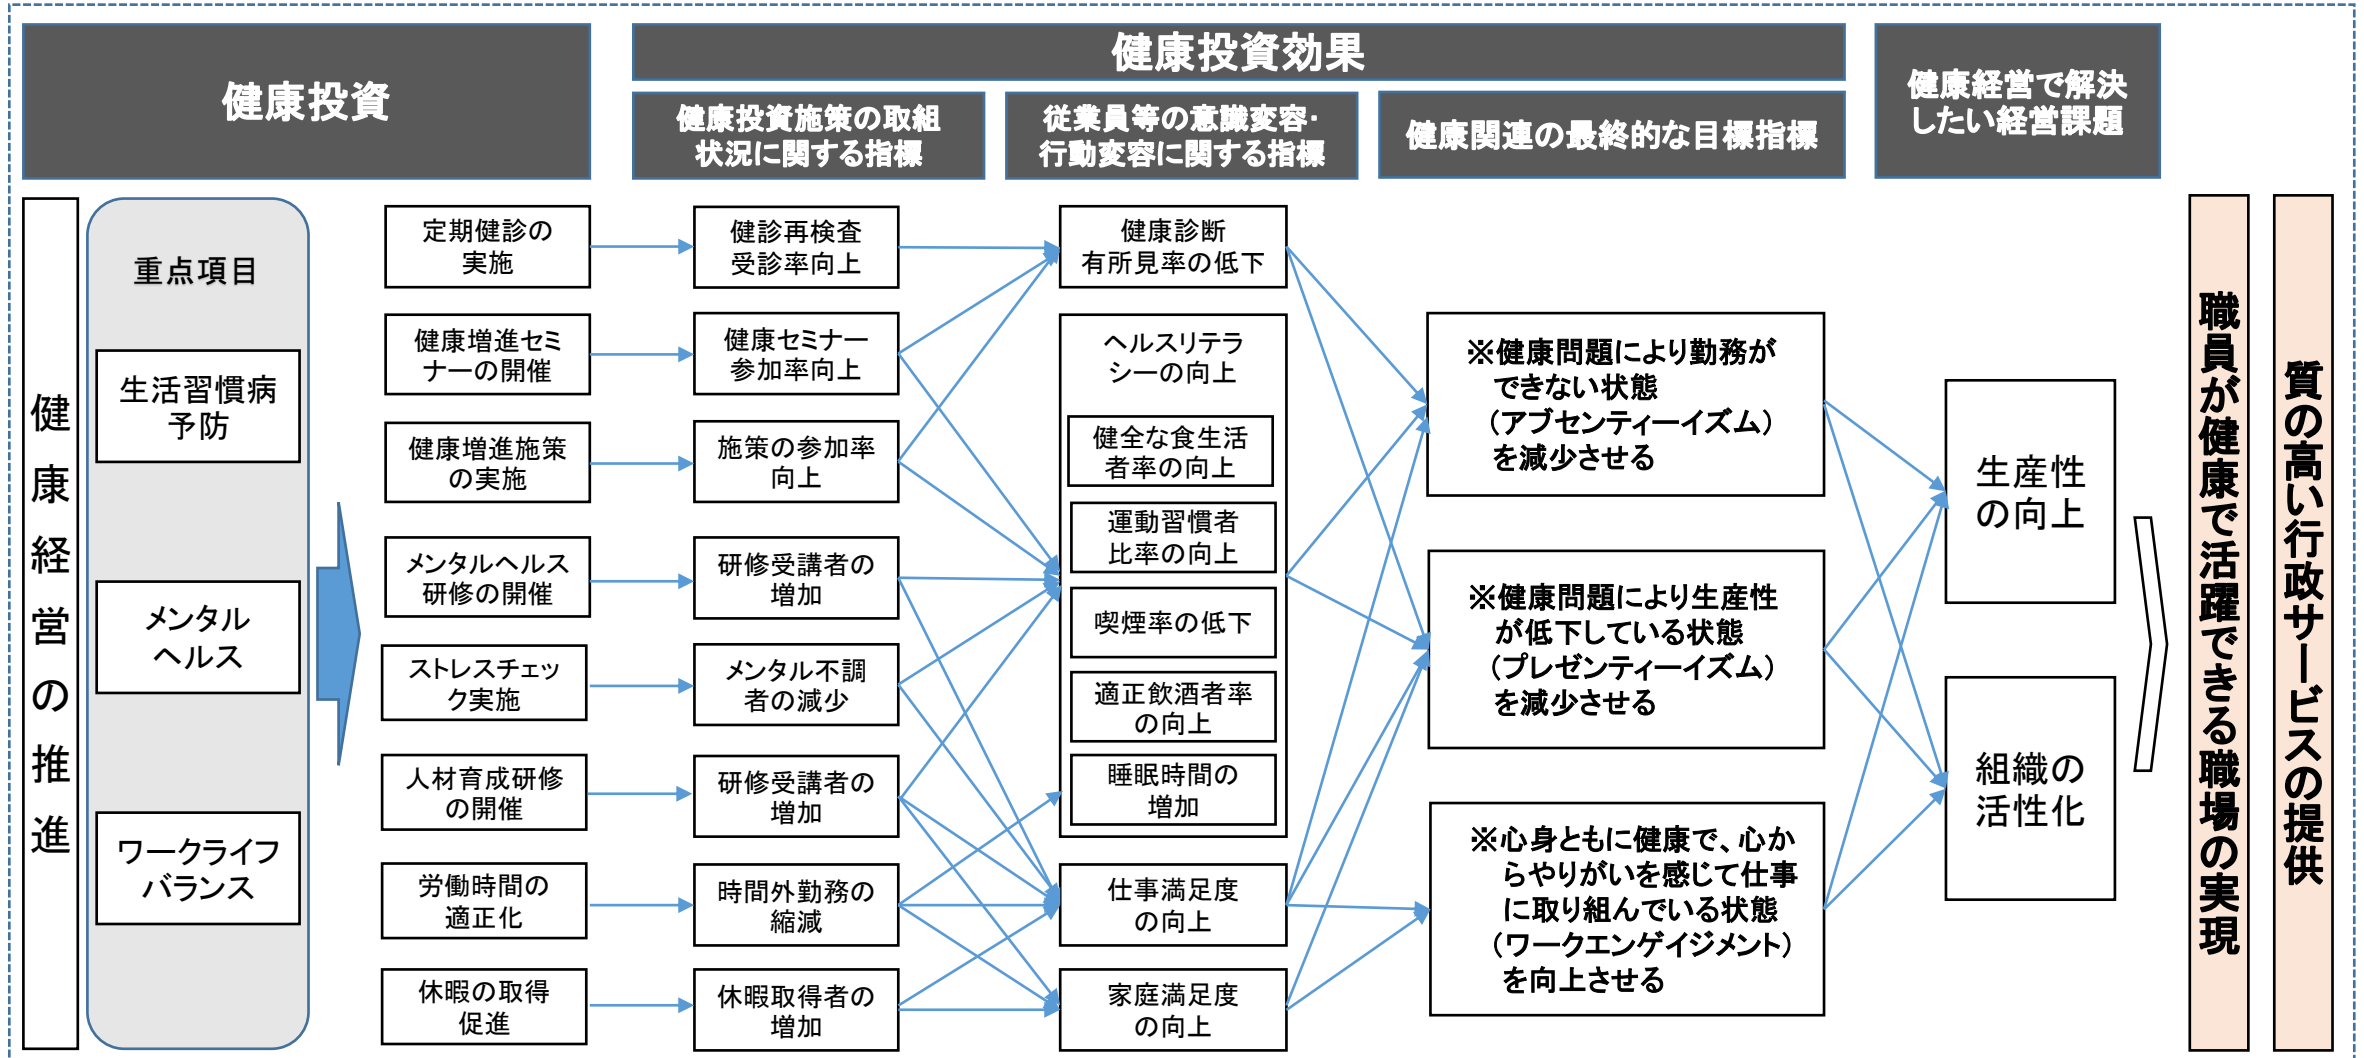 健康投資
健康投資効果
健康投資施策の取組
状況に関する指標
従業員等の意識変容・
行動変容に関する指標
健康関連の最終的な目標指標
健康経営で解決
したい経営課題
健康経営の推進
重点項目
生活習慣病
予防
メンタル
ヘルス
ワークライフ
バランス
定期健診の
実施
健康増進セミ
ナーの開催
健康増進施策
の実施
メンタルヘルス
研修の開催
ストレスチェッ
ク実施
人材育成研修
の開催
労働時間の
適正化
休暇の取得
促進
健診再検査
受診率向上
健康セミナー
参加率向上
施策の参加率
向上
研修受講者の
増加
メンタル不調
者の減少
研修受講者の
増加
時間外勤務の
縮減
休暇取得者の
増加
健康診断
有所見率の低下
ヘルスリテラ
シーの向上
健全な食生活
者率の向上
運動習慣者
比率の向上
喫煙率の低下
適正飲酒者率
の向上
睡眠時間の
増加
仕事満足度
の向上
家庭満足度
の向上
※健康問題により勤務が
できない状態
（アブセンティーイズム）
を減少させる
※健康問題により生産性
が低下している状態
（プレゼンティーイズム）
を減少させる
※心身ともに健康で、心か
らやりがいを感じて仕事
に取り組んでいる状態
（ワークエンゲイジメント）
を向上させる
生産性
の向上
組織の
活性化
職員が健康で活躍できる職場の実現
質の高い行政サービスの提供